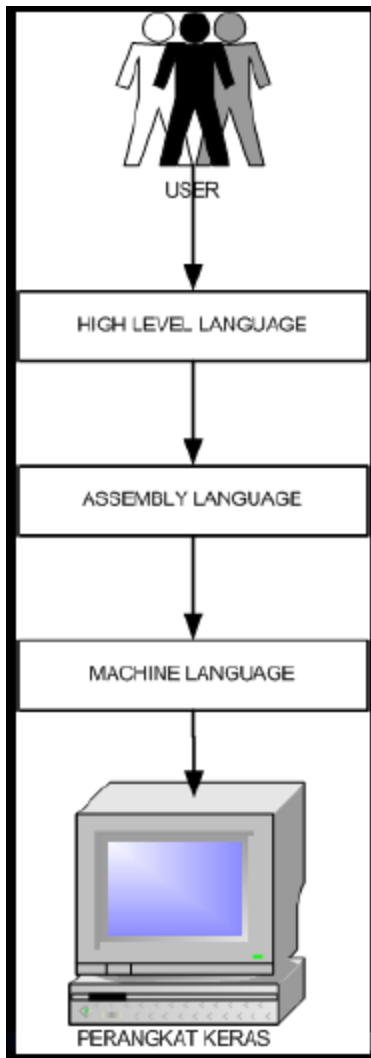 USER
HIGH LEVEL LANGUAGE
ASSEMBLY LANGUAGE
MACHINE LANGUAGE
PERANGKAT KERAS